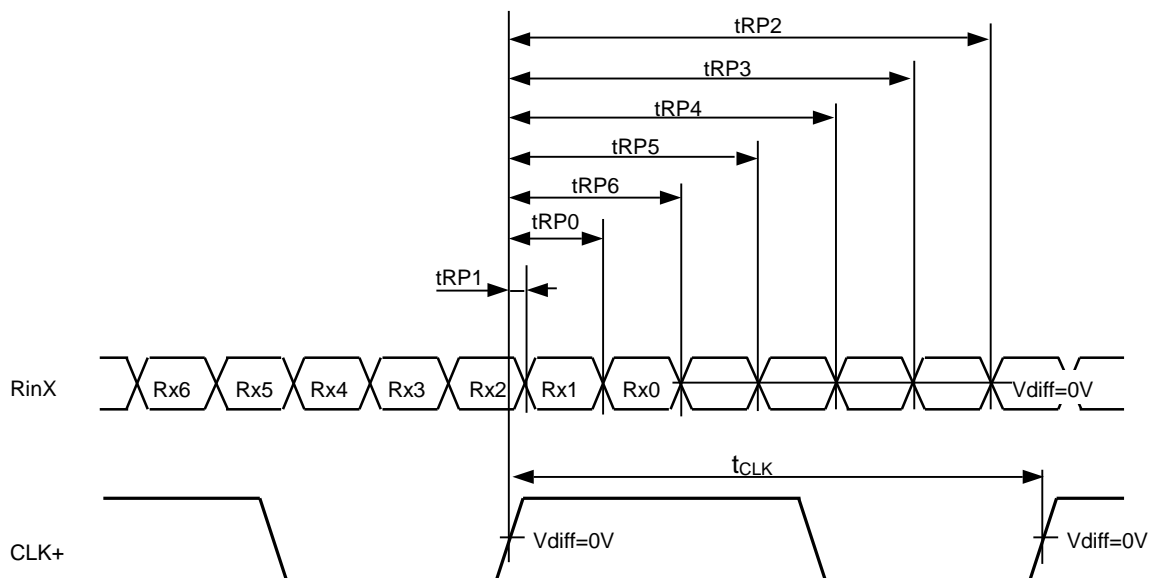 tRP2
tRP3
tRP4
tRP5
tRP6
tRP0
tRP1
RinX Rx6 Rx5 Rx4 Rx3 Rx2 Rx1 Rx0 Vdiff=0V
tCLK
CLK+ Vdiff=0V Vdiff=0V